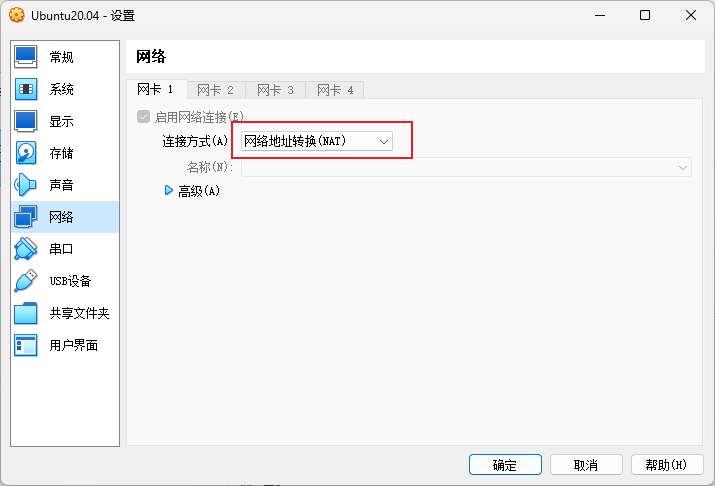 Ubuntu20.04 - 设置
常规
系统
显示
存储
声音
网络
串口
USB设备
共享文件夹
用户界面
网络
网卡 1 网卡 2 网卡 3 网卡 4
启用网络连接(E)
连接方式(A) 网络地址转换(NAT)
名称(N):
高级(A)
确定 取消 帮助(H)